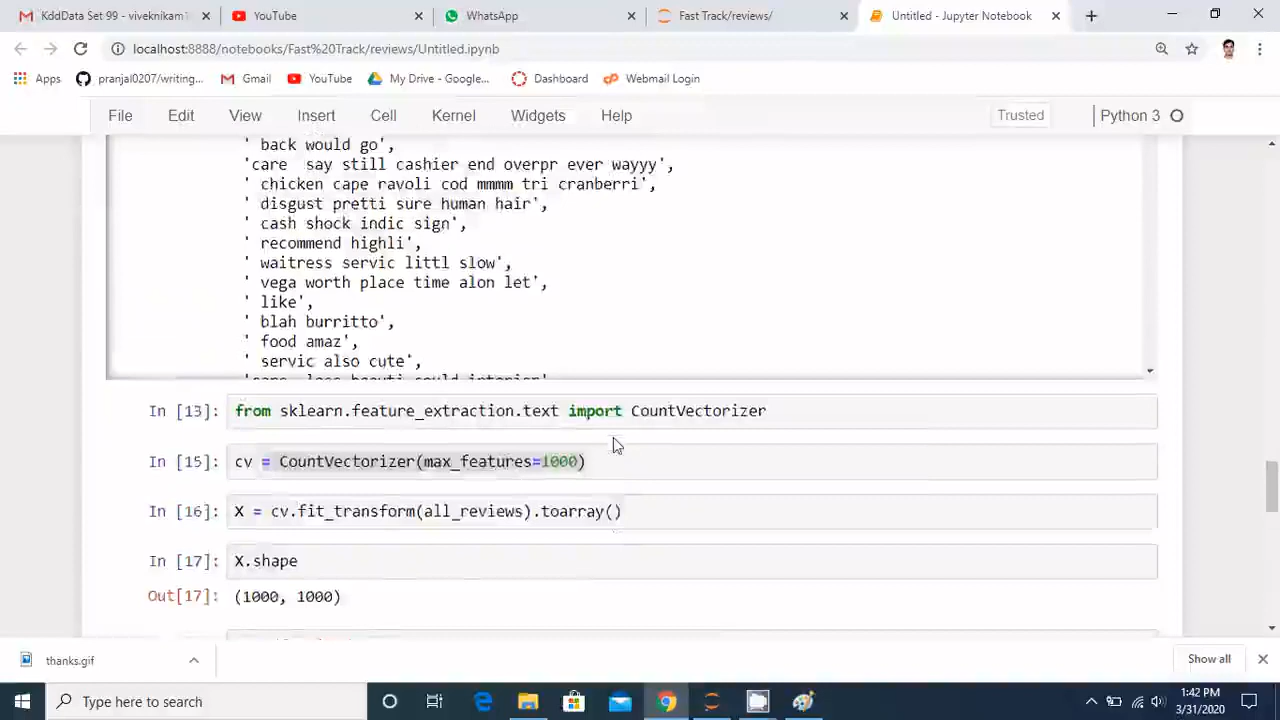 KddData Set 99 - viveknikam
YouTube
WhatsApp
Fast Track/reviews/
Untitled - Jupyter Notebook
localhost:8888/notebooks/Fast%20Track/reviews/Untitled.ipynb
Apps
pranjal0207/writing...
Gmail
YouTube
My Drive - Google...
Dashboard
Webmail Login
File
Edit
View
Insert
Cell
Kernel
Widgets
Help
Trusted
Python 3
' back would go',
'care  say still cashier end overpr ever wayyy',
' chicken cape ravoli cod mmmm tri cranberri',
' disgust pretti sure human hair',
' cash shock indic sign',
' recommend highli',
' waitress servic littl slow',
' vega worth place time alon let',
' like',
' blah burritto',
' food amaz',
' servic also cute',
In [13]: from sklearn.feature_extraction.text import CountVectorizer
In [15]: cv = CountVectorizer(max_features=1000)
In [16]: X = cv.fit_transform(all_reviews).toarray()
In [17]: X.shape
Out[17]: (1000, 1000)
thanks.gif
Show all
Type here to search
1:42 PM
3/31/2020